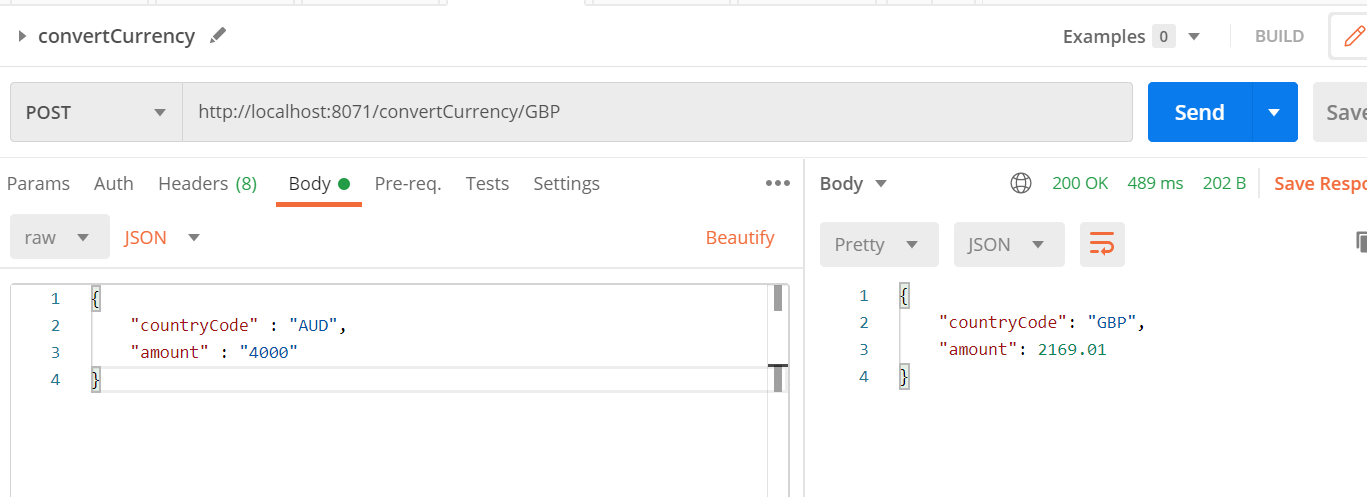 convertCurrency
Examples 0
BUILD
POST
http://localhost:8071/convertCurrency/GBP
Send
Save
Params Auth Headers (8) Body Pre-req. Tests Settings
raw
JSON
Beautify
1 {
2 "countryCode" : "AUD",
3 "amount" : "4000"
4 }
Body
200 OK 489 ms 202 B
Save Respo
Pretty
JSON
1 {
2 "countryCode": "GBP",
3 "amount": 2169.01
4 }